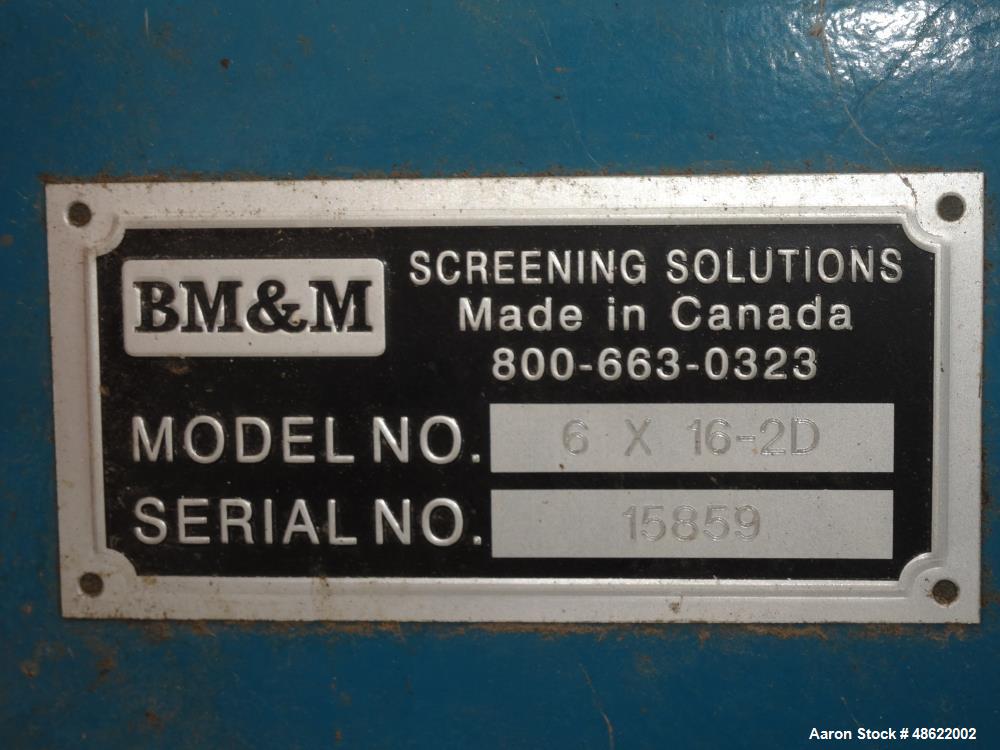 BM&M
SCREENING SOLUTIONS
Made in Canada
800-663-0323
MODEL NO. 6 X 16-2D
SERIAL NO. 15859
Aaron Stock # 48622002